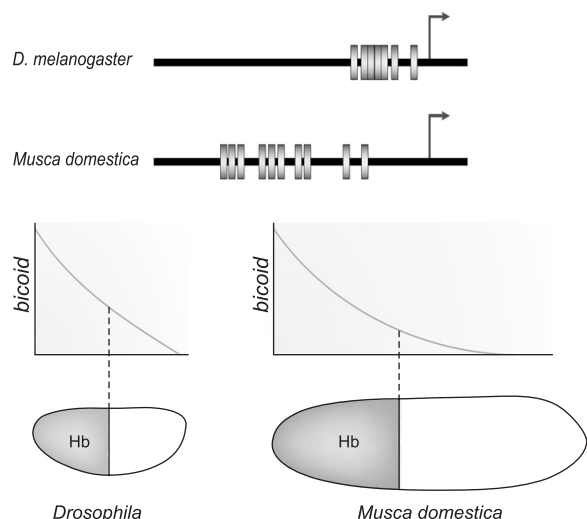 D. melanogaster
Musca domestica
bicoid
bicoid
Hb
Hb
Drosophila
Musca domestica